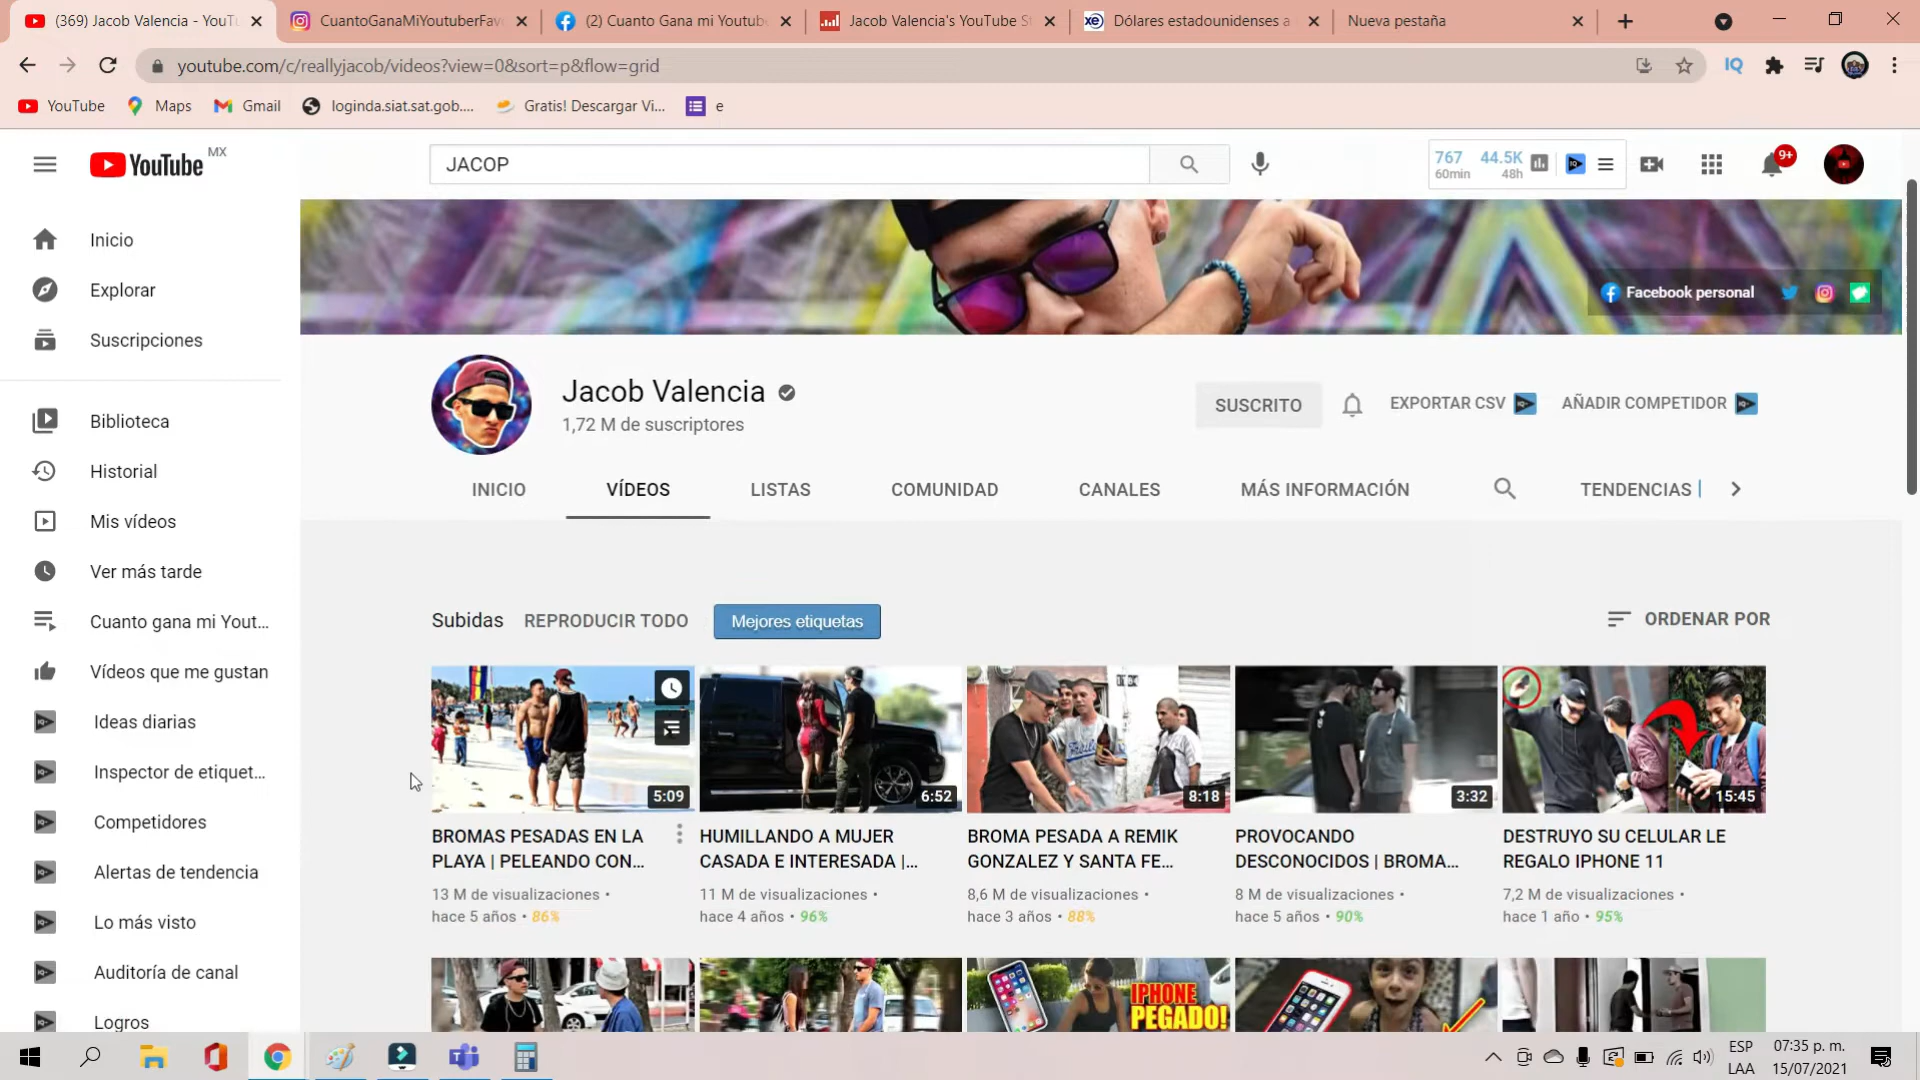 (369) Jacob Valencia - YouTu
CuantoGanaMiYoutuberFav
(2) Cuanto Gana mi Youtub
Jacob Valencia's YouTube S
Dólares estadounidenses a
Nueva pestaña
youtube.com/c/reallyjacob/videos?view=0&sort=p&flow=grid
YouTube
Maps
Gmail
loginda.siat.sat.gob....
Gratis! Descargar Vi...
e
YouTube MX
JACOP
767
60min
44.5K
48h
9+
Inicio
Explorar
Suscripciones
Biblioteca
Historial
Mis vídeos
Ver más tarde
Cuanto gana mi Yout...
Vídeos que me gustan
Ideas diarias
Inspector de etiquet...
Competidores
Alertas de tendencia
Lo más visto
Auditoría de canal
Logros
Facebook personal
Jacob Valencia
1,72 M de suscriptores
SUSCRITO
EXPORTAR CSV
AÑADIR COMPETIDOR
INICIO
VÍDEOS
LISTAS
COMUNIDAD
CANALES
MÁS INFORMACIÓN
TENDENCIAS |
Subidas
REPRODUCIR TODO
Mejores etiquetas
ORDENAR POR
5:09
6:52
8:18
3:32
15:45
BROMAS PESADAS EN LA
PLAYA | PELEANDO CON...
13 M de visualizaciones •
hace 5 años • 86%
HUMILLANDO A MUJER
CASADA E INTERESADA |...
11 M de visualizaciones •
hace 4 años • 96%
BROMA PESADA A REMIK
GONZALEZ Y SANTA FE...
8,6 M de visualizaciones •
hace 3 años • 88%
PROVOCANDO
DESCONOCIDOS | BROMA...
8 M de visualizaciones •
hace 5 años • 90%
DESTRUYO SU CELULAR LE
REGALO IPHONE 11
7,2 M de visualizaciones •
hace 1 año • 95%
IPHONE
PEGADO!
ESP
LAA
07:35 p. m.
15/07/2021